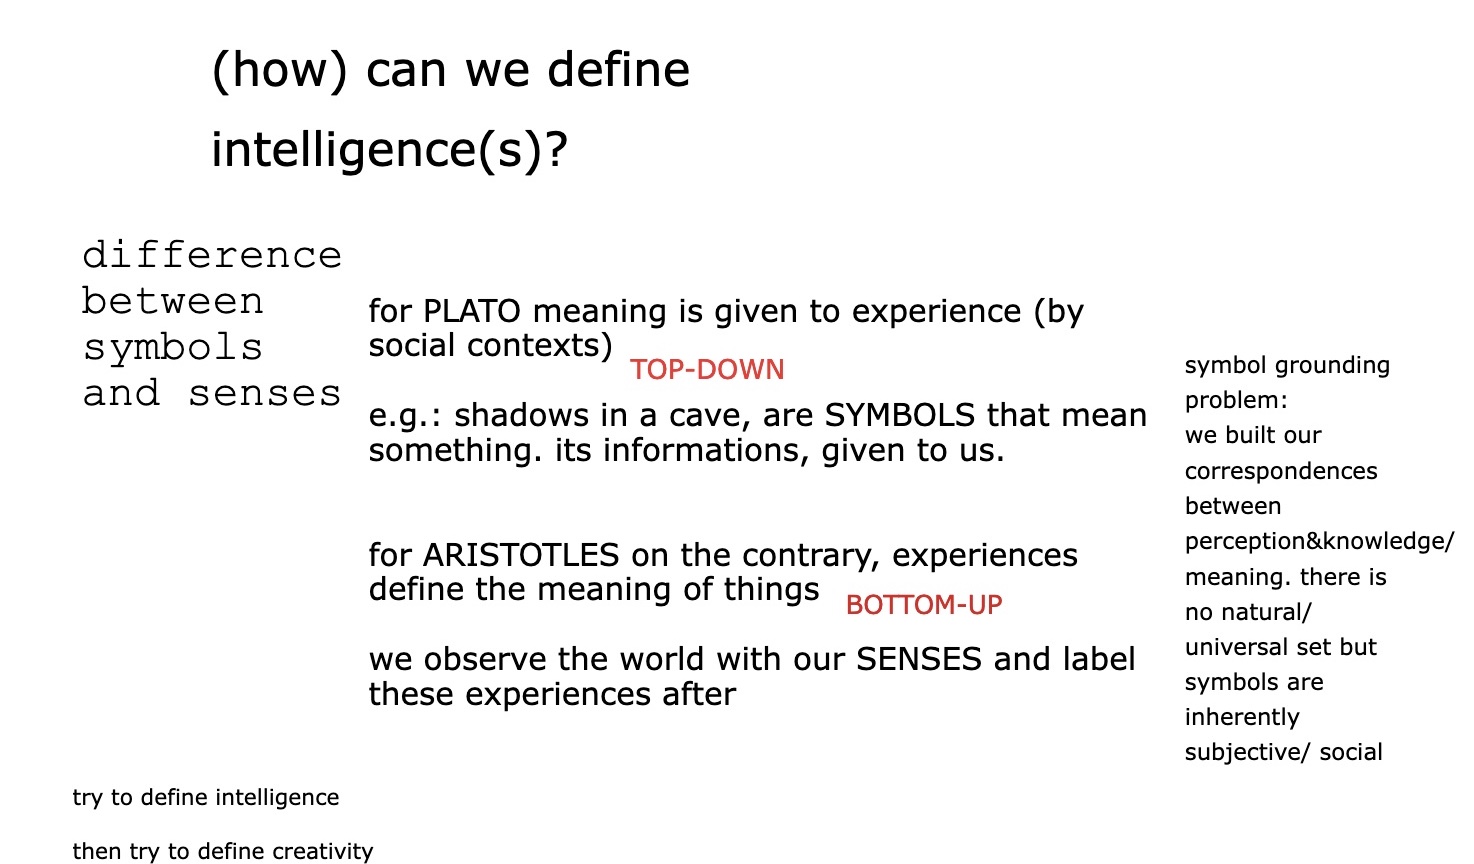 (how) can we define
intelligence(s)?
difference
between
symbols
and senses
for PLATO meaning is given to experience (by
social contexts)
TOP-DOWN
e.g.: shadows in a cave, are SYMBOLS that mean
something. its informations, given to us.
for ARISTOTLES on the contrary, experiences
define the meaning of things
BOTTOM-UP
we observe the world with our SENSES and label
these experiences after
symbol grounding
problem:
we built our
correspondences
between
perception&knowledge/
meaning. there is
no natural/
universal set but
symbols are
inherently
subjective/ social
try to define intelligence
then try to define creativity